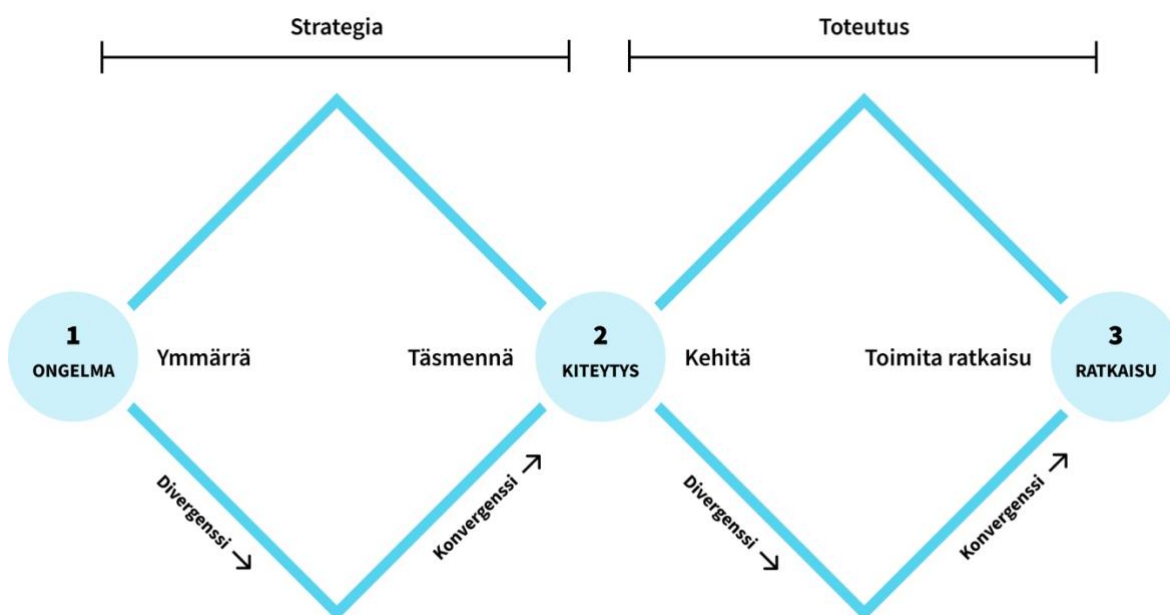 Strategia
Toteutus
1
ONGELMA
Ymmärrä
Täsmennä
2
KITEYTYS
Kehitä
Toimita ratkaisu
3
RATKAISU
Divergenssi
Konvergenssi
Divergenssi
Konvergenssi